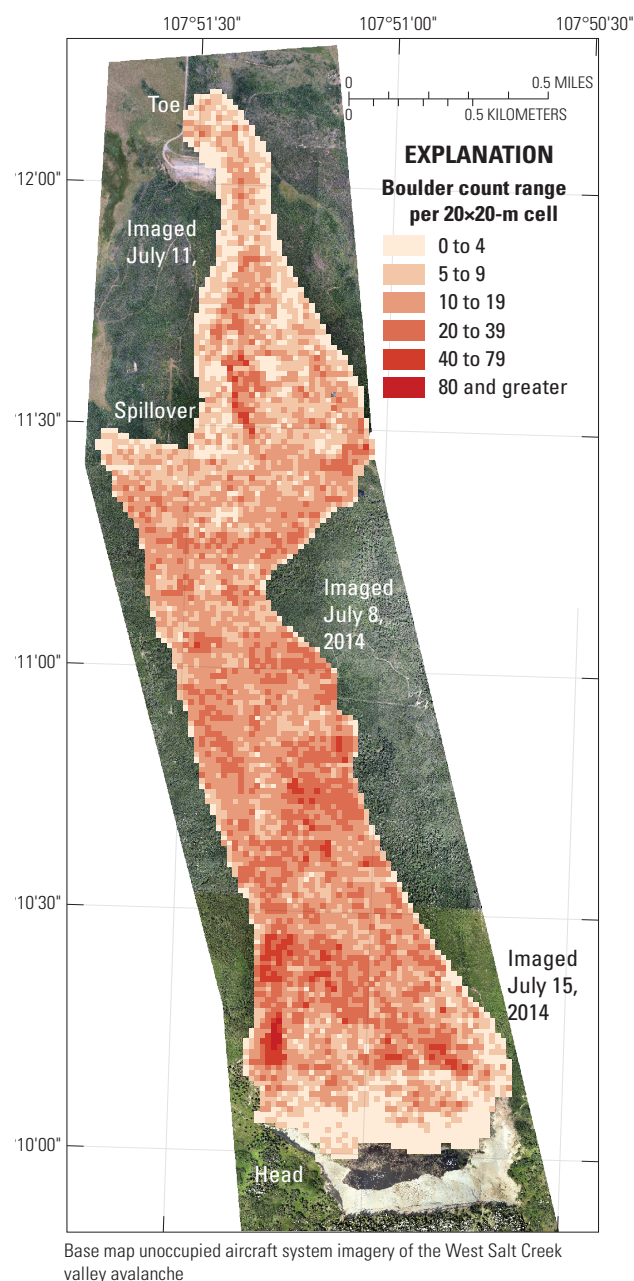 107°51'30"
107°51'00"
107°50'30"
Toe
0
0.5 MILES
0
0.5 KILOMETERS
EXPLANATION
Boulder count range
per 20×20-m cell
0 to 4
5 to 9
10 to 19
20 to 39
40 to 79
80 and greater
'12'00"
Imaged
July 11,
Spillover
'11'30"
Imaged
July 8,
2014
'11'00"
'10'30"
Imaged
July 15,
2014
'10'00"
Head
Base map unoccupied aircraft system imagery of the West Salt Creek
valley avalanche